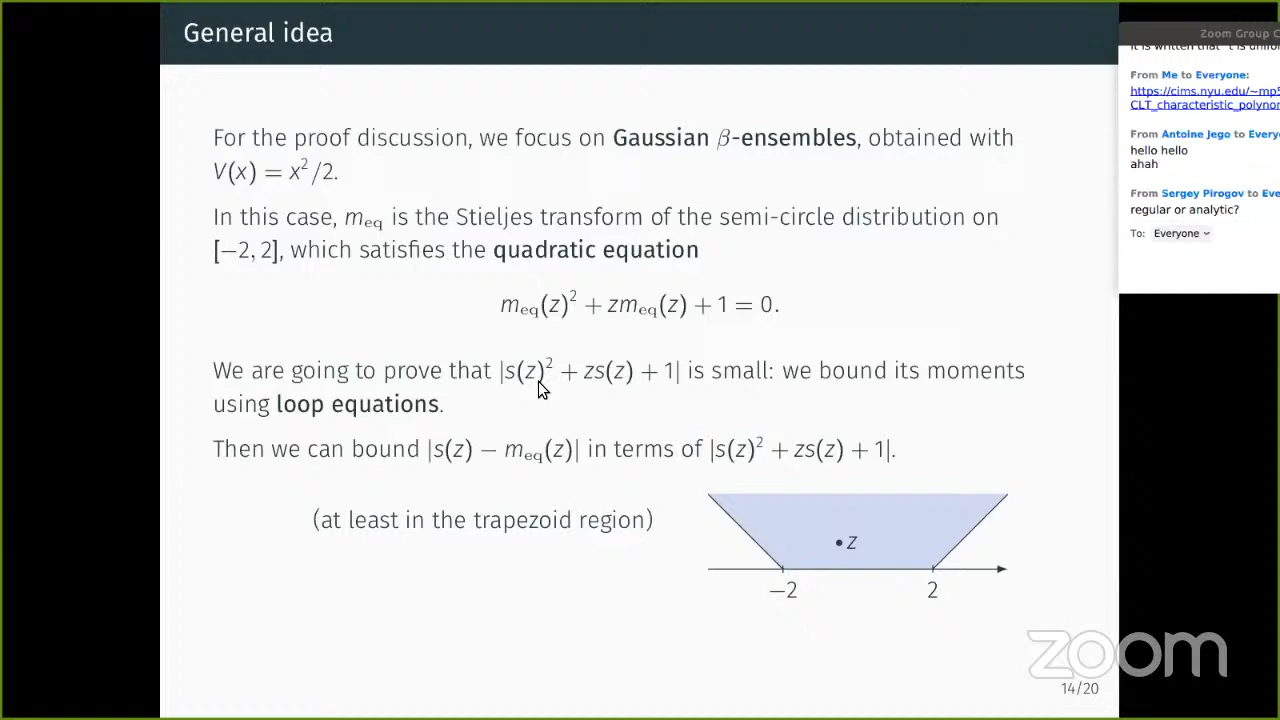 General idea
For the proof discussion, we focus on Gaussian β-ensembles, obtained with
V(x) = x²/2.
In this case, m_eq is the Stieljes transform of the semi-circle distribution on
[−2, 2], which satisfies the quadratic equation
m_eq(z)² + zm_eq(z) + 1 = 0.
We are going to prove that |s(z)² + zs(z) + 1| is small: we bound its moments
using loop equations.
Then we can bound |s(z) − m_eq(z)| in terms of |s(z)² + zs(z) + 1|.
(at least in the trapezoid region)
z
−2 2
14/20
zoom
Zoom Group C
From Me to Everyone:
https://cims.nyu.edu/~mp5
CLT_characteristic_polynor
From Antoine Jego to Every
hello hello
ahah
From Sergey Pirogov to Eve
regular or analytic?
To: Everyone